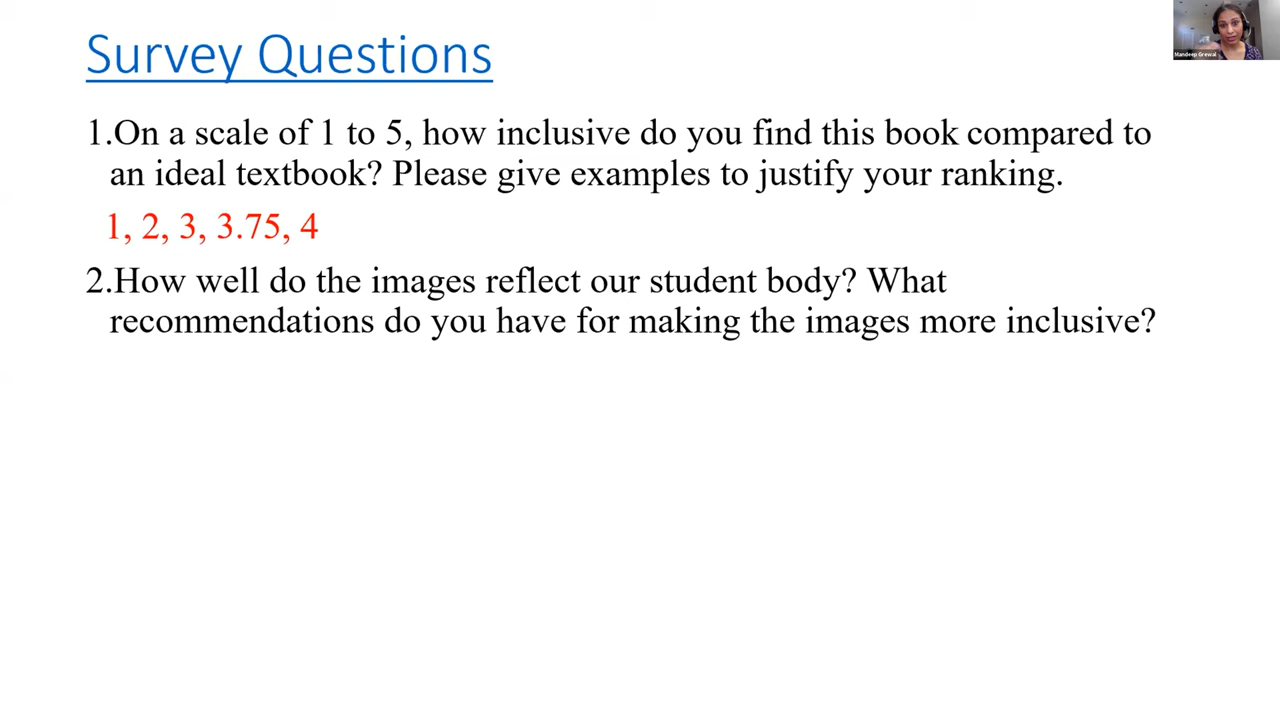 Survey Questions
Mandeep Grewal
1.On a scale of 1 to 5, how inclusive do you find this book compared to
an ideal textbook? Please give examples to justify your ranking.
1, 2, 3, 3.75, 4
2.How well do the images reflect our student body? What
recommendations do you have for making the images more inclusive?